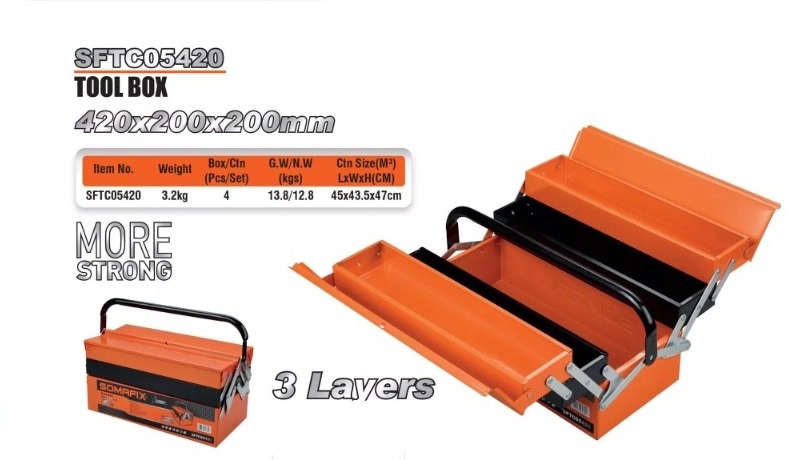 SFTC05420
TOOL BOX
420x200x200mm
Item No. Weight Box/Ctn (Pcs/Set) G.W/N.W (kgs) Ctn Size(M³) LxWxH(CM)
SFTC05420 3.2kg 4 13.8/12.8 45x43.5x47cm
MORE
STRONG
SOMAFIX
3 Layers
SFTC05420